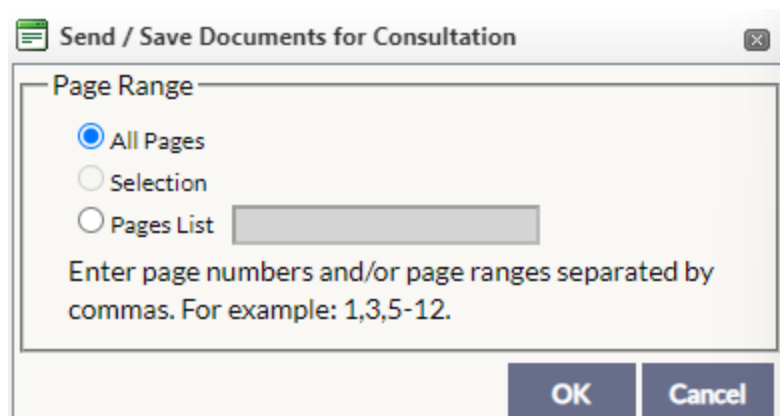 Send / Save Documents for Consultation
Page Range
All Pages
Selection
Pages List
Enter page numbers and/or page ranges separated by
commas. For example: 1,3,5-12.
OK Cancel